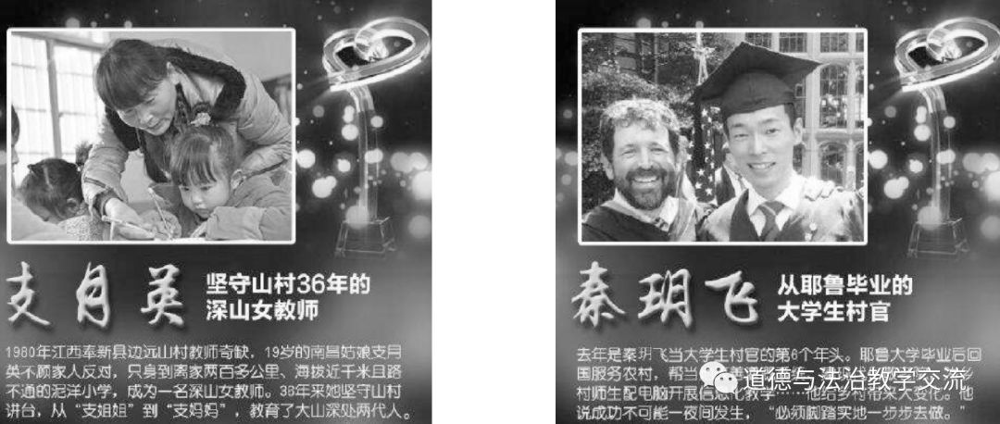 支月英
坚守山村36年的
深山女教师
1980年江西奉新县边远山村教师奇缺，19岁的南昌姑娘支月
英不顾家人反对，只身到离家两百多公里、海拔近千米且路
不通的泥洋小学，成为一名深山女教师。36年来她坚守山村
讲台，从“支姐姐”到“支妈妈”，教育了大山深处两代人。
秦玥飞
从耶鲁毕业的
大学生村官
去年是秦玥飞当大学生村官的第6个年头。耶鲁大学毕业后回
国服务农村，帮当
村师生配电脑开展信息化教学……他给乡村带来大变化。他
说成功不可能一夜间发生，“必须脚踏实地一步步去做。”
道德与法治教学交流